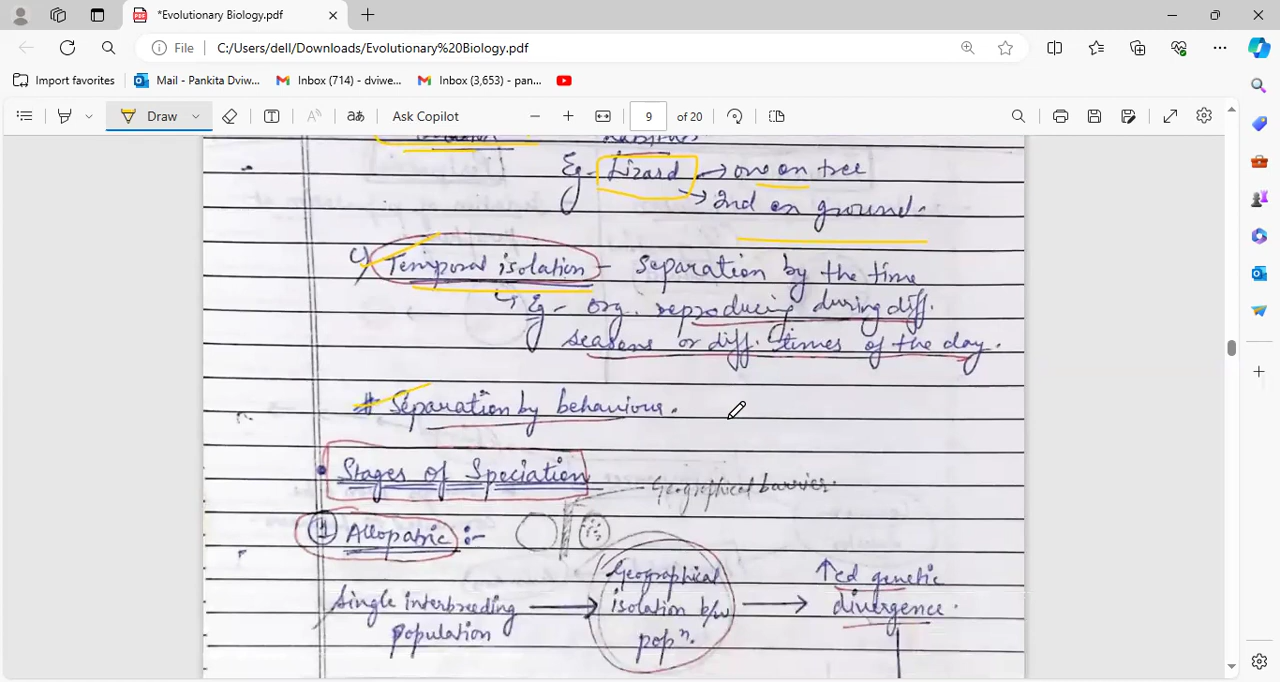 *Evolutionary Biology.pdf
File C:/Users/dell/Downloads/Evolutionary%20Biology.pdf
Import favorites Mail - Pankita Dviw... Inbox (714) - dviwe... Inbox (3,653) - pan...
Draw aあ Ask Copilot 9 of 20
Eg- Lizard → one on tree
→ 2nd on ground.
c) Temporal isolation - separation by the time
Eg - org. reproducing during diff.
seasons or diff. times of the day.
# Separation by behaviour.
Stages of Speciation
Geographical barrier.
1 Allopatric :-
Single interbreeding population → Geographical isolation b/w popⁿ. → ↑ed genetic divergence.